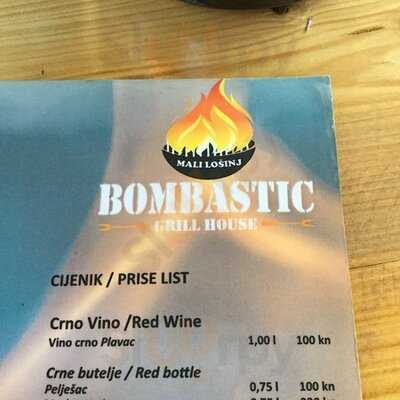 MALI LOŠINJ
BOMBASTIC
GRILL HOUSE
CIJENIK / PRISE LIST
Crno Vino /Red Wine
Vino crno Plavac 1,00 l 100 kn
Crne butelje / Red bottle
Pelješac 0,75 l 100 kn